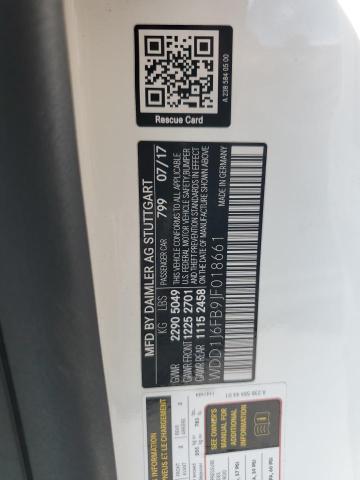 Rescue Card
A 238 584 05 00
MFD BY DAIMLER AG STUTTGART
KG LBS PASSENGER CAR 799 07/17
GVWR 2290 5049 THIS VEHICLE CONFORMS TO ALL APPLICABLE
GAWR FRONT 1225 2701 U.S. FEDERAL MOTOR VEHICLE SAFETY, BUMPER
GAWR REAR 1115 2458 AND THEFT PREVENTION STANDARDS IN EFFECT
ON THE DATE OF MANUFACTURE SHOWN ABOVE.
WDD1J6FB9JF018661 MADE IN GERMANY
SEE OWNER'S
MANUAL FOR
ADDITIONAL
INFORMATION